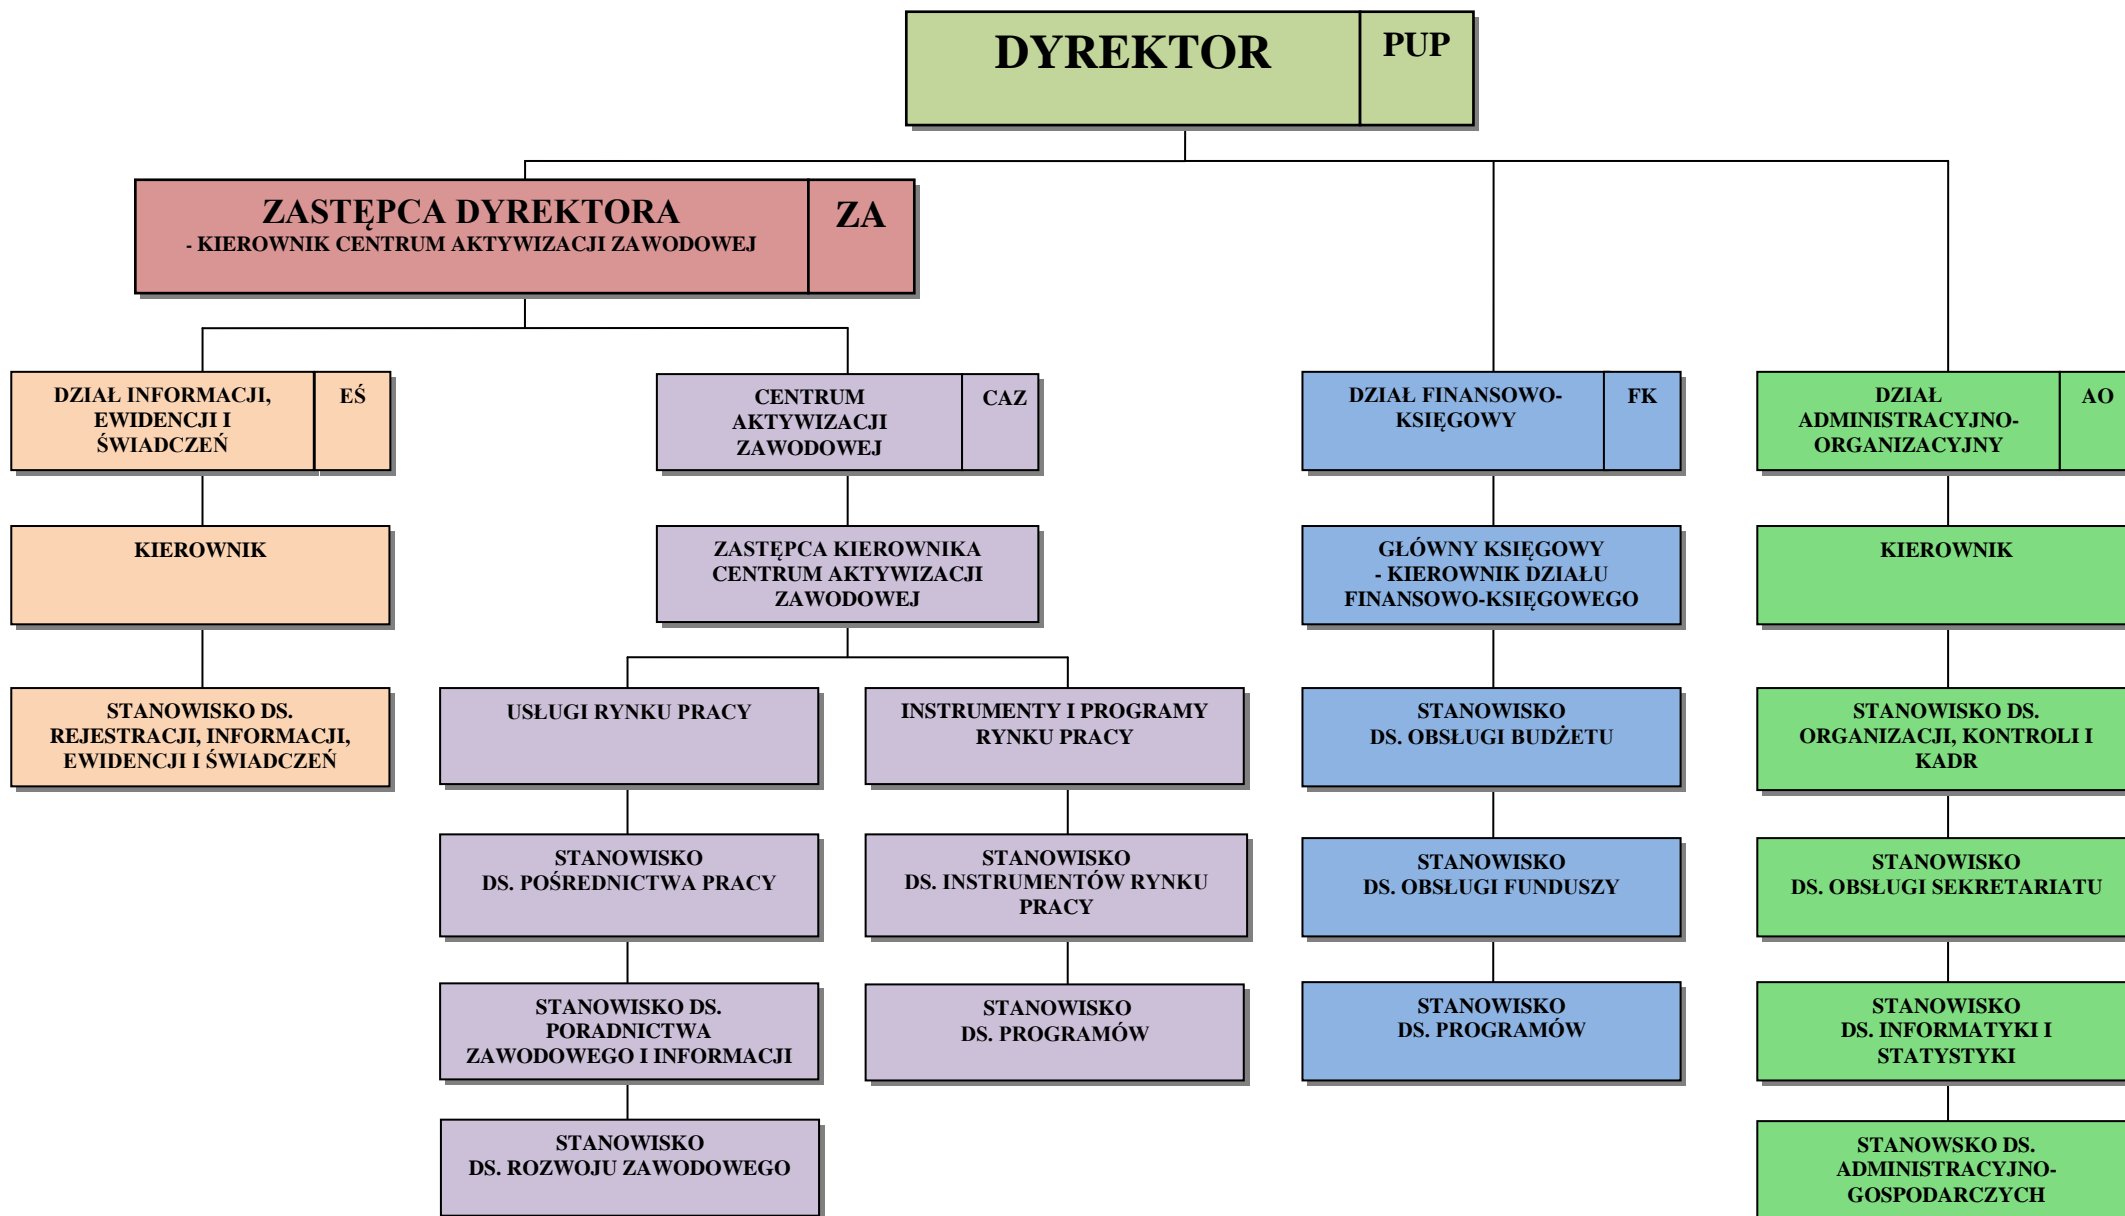 DYREKTOR
PUP
ZASTĘPCA DYREKTORA
- KIEROWNIK CENTRUM AKTYWIZACJI ZAWODOWEJ
ZA
DZIAŁ INFORMACJI,
EWIDENCJI I
ŚWIADCZEŃ
EŚ
CENTRUM
AKTYWIZACJI
ZAWODOWEJ
CAZ
DZIAŁ FINANSOWO-
KSIĘGOWY
FK
DZIAŁ
ADMINISTRACYJNO-
ORGANIZACYJNY
AO
KIEROWNIK
ZASTĘPCA KIEROWNIKA
CENTRUM AKTYWIZACJI
ZAWODOWEJ
GŁÓWNY KSIĘGOWY
- KIEROWNIK DZIAŁU
FINANSOWO-KSIĘGOWEGO
KIEROWNIK
STANOWISKO DS.
REJESTRACJI, INFORMACJI,
EWIDENCJI I ŚWIADCZEŃ
USŁUGI RYNKU PRACY
INSTRUMENTY I PROGRAMY
RYNKU PRACY
STANOWISKO
DS. OBSŁUGI BUDŻETU
STANOWISKO DS.
ORGANIZACJI, KONTROLI I
KADR
STANOWISKO
DS. POŚREDNICTWA PRACY
STANOWISKO
DS. INSTRUMENTÓW RYNKU
PRACY
STANOWISKO
DS. OBSŁUGI FUNDUSZY
STANOWISKO
DS. OBSŁUGI SEKRETARIATU
STANOWISKO DS.
PORADNICTWA
ZAWODOWEGO I INFORMACJI
STANOWISKO
DS. PROGRAMÓW
STANOWISKO
DS. PROGRAMÓW
STANOWISKO
DS. INFORMATYKI I
STATYSTYKI
STANOWISKO
DS. ROZWOJU ZAWODOWEGO
STANOWSKO DS.
ADMINISTRACYJNO-
GOSPODARCZYCH